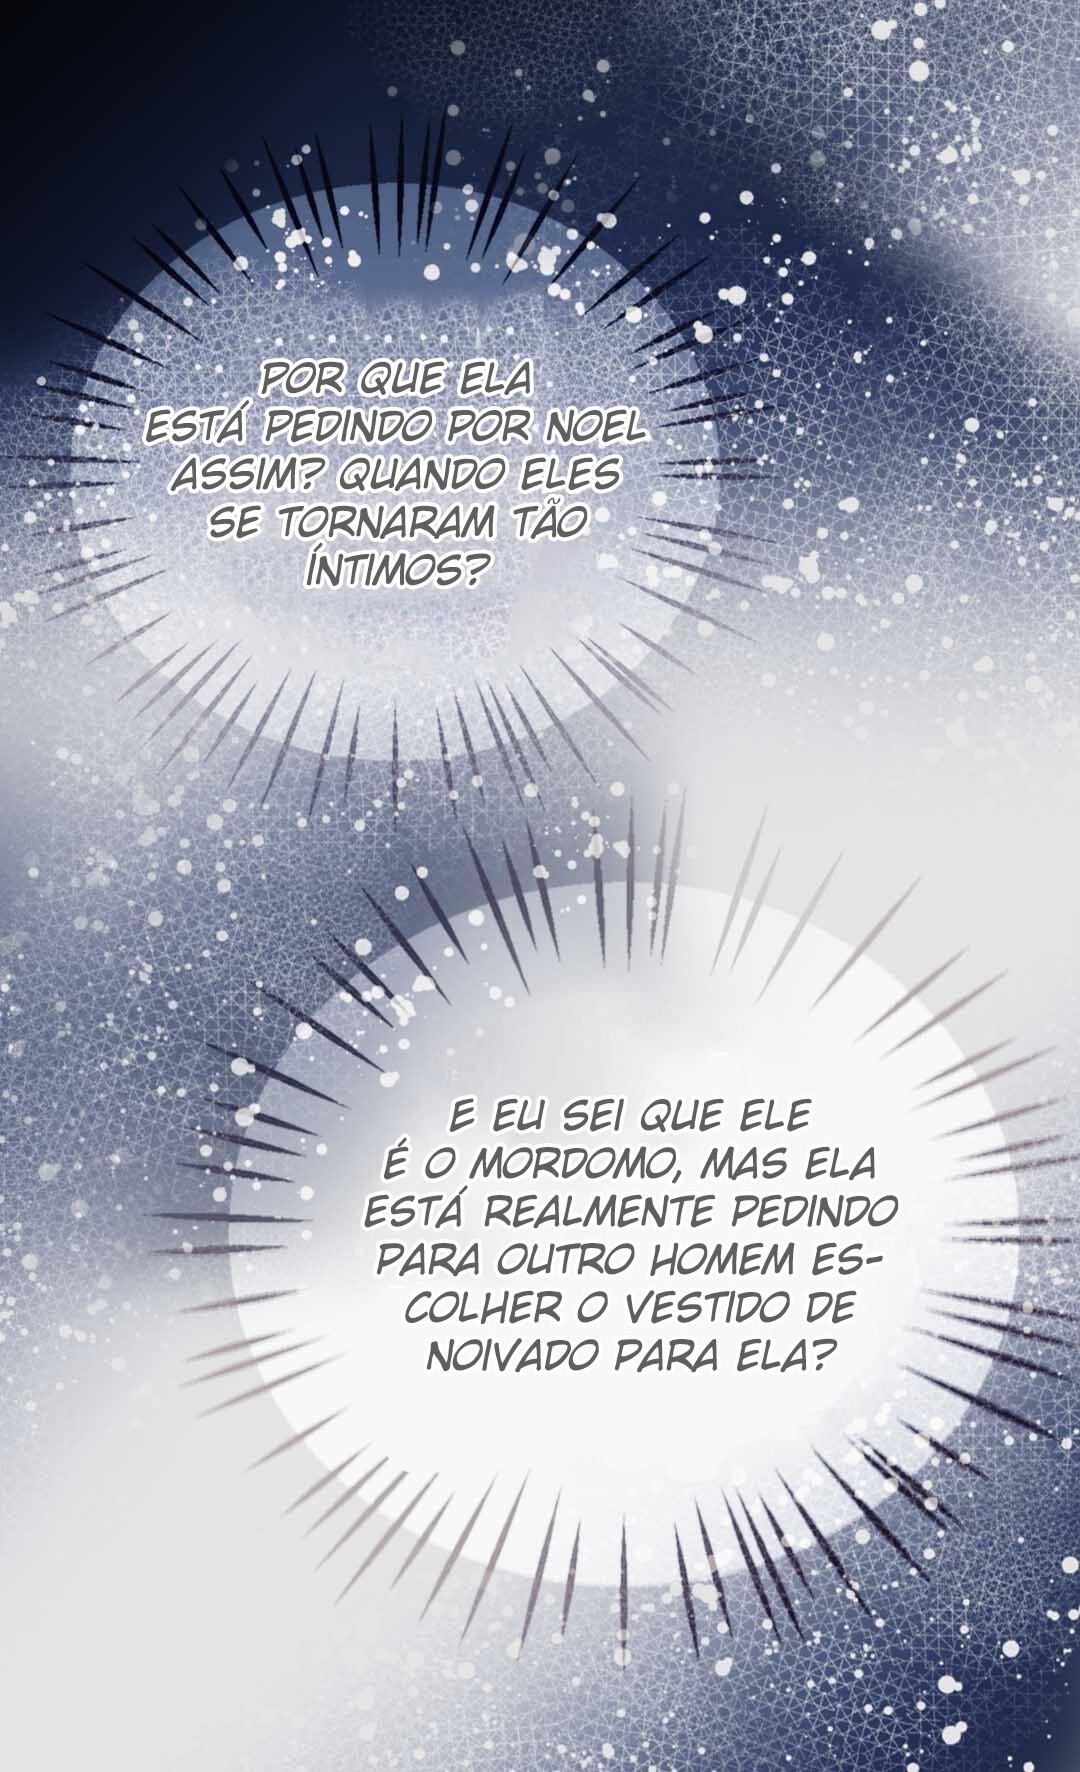 POR QUE ELA
ESTÁ PEDINDO POR NOEL
ASSIM? QUANDO ELES
SE TORNARAM TÃO
ÍNTIMOS?
E EU SEI QUE ELE
É O MORDOMO, MAS ELA
ESTÁ REALMENTE PEDINDO
PARA OUTRO HOMEM ES-
COLHER O VESTIDO DE
NOIVADO PARA ELA?